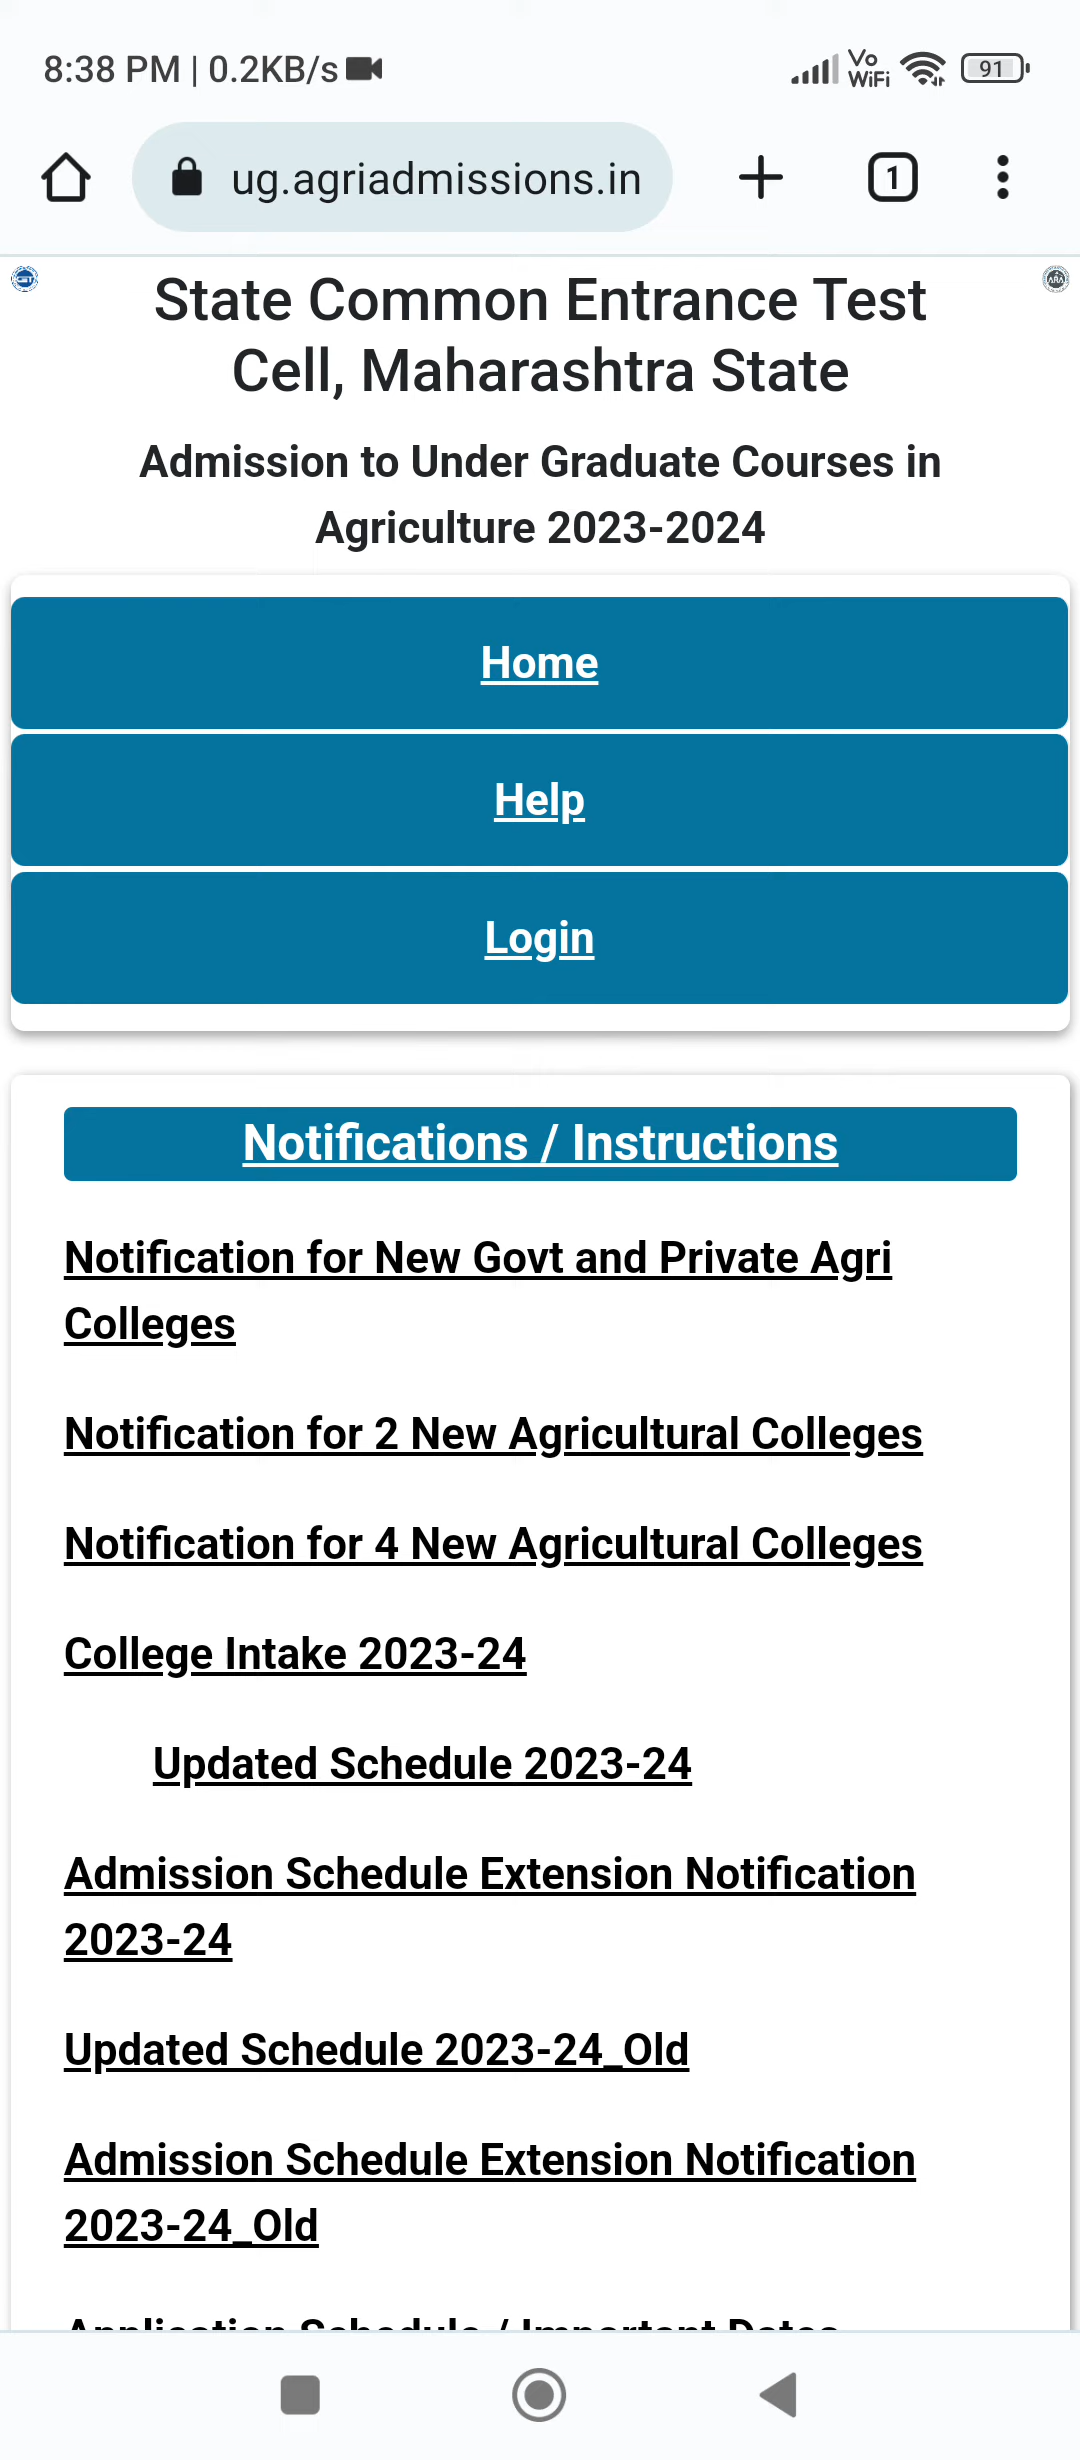 8:38 PM | 0.2KB/s
Vo
WiFi
91
ug.agriadmissions.in
1
State Common Entrance Test
Cell, Maharashtra State
Admission to Under Graduate Courses in
Agriculture 2023-2024
Home
Help
Login
Notifications / Instructions
Notification for New Govt and Private Agri
Colleges
Notification for 2 New Agricultural Colleges
Notification for 4 New Agricultural Colleges
College Intake 2023-24
Updated Schedule 2023-24
Admission Schedule Extension Notification
2023-24
Updated Schedule 2023-24_Old
Admission Schedule Extension Notification
2023-24_Old
Application Schedule / Important Dates